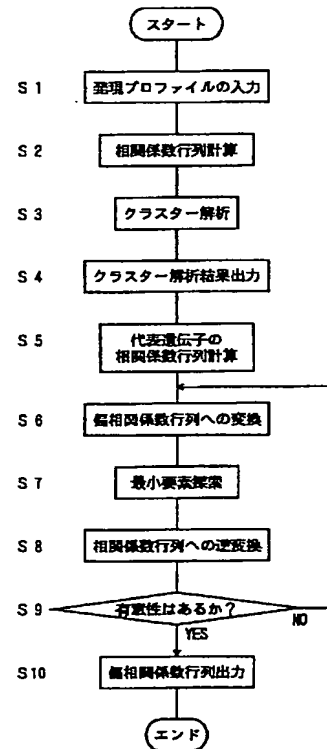 スタート
S1 発現プロファイルの入力
S2 相関係数行列計算
S3 クラスター解析
S4 クラスター解析結果出力
S5 代表遺伝子の
相関係数行列計算
S6 偏相関係数行列への変換
S7 最小要素探索
S8 相関係数行列への逆変換
S9 有意性はあるか?
NO
YES
S10 偏相関係数行列出力
エンド